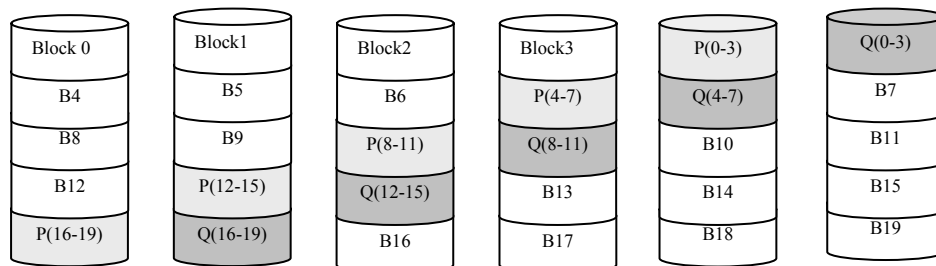 Block 0 Block1 Block2 Block3 P(0-3) Q(0-3)
B4 B5 B6 P(4-7) Q(4-7) B7
B8 B9 P(8-11) Q(8-11) B10 B11
B12 P(12-15) Q(12-15) B13 B14 B15
P(16-19) Q(16-19) B16 B17 B18 B19